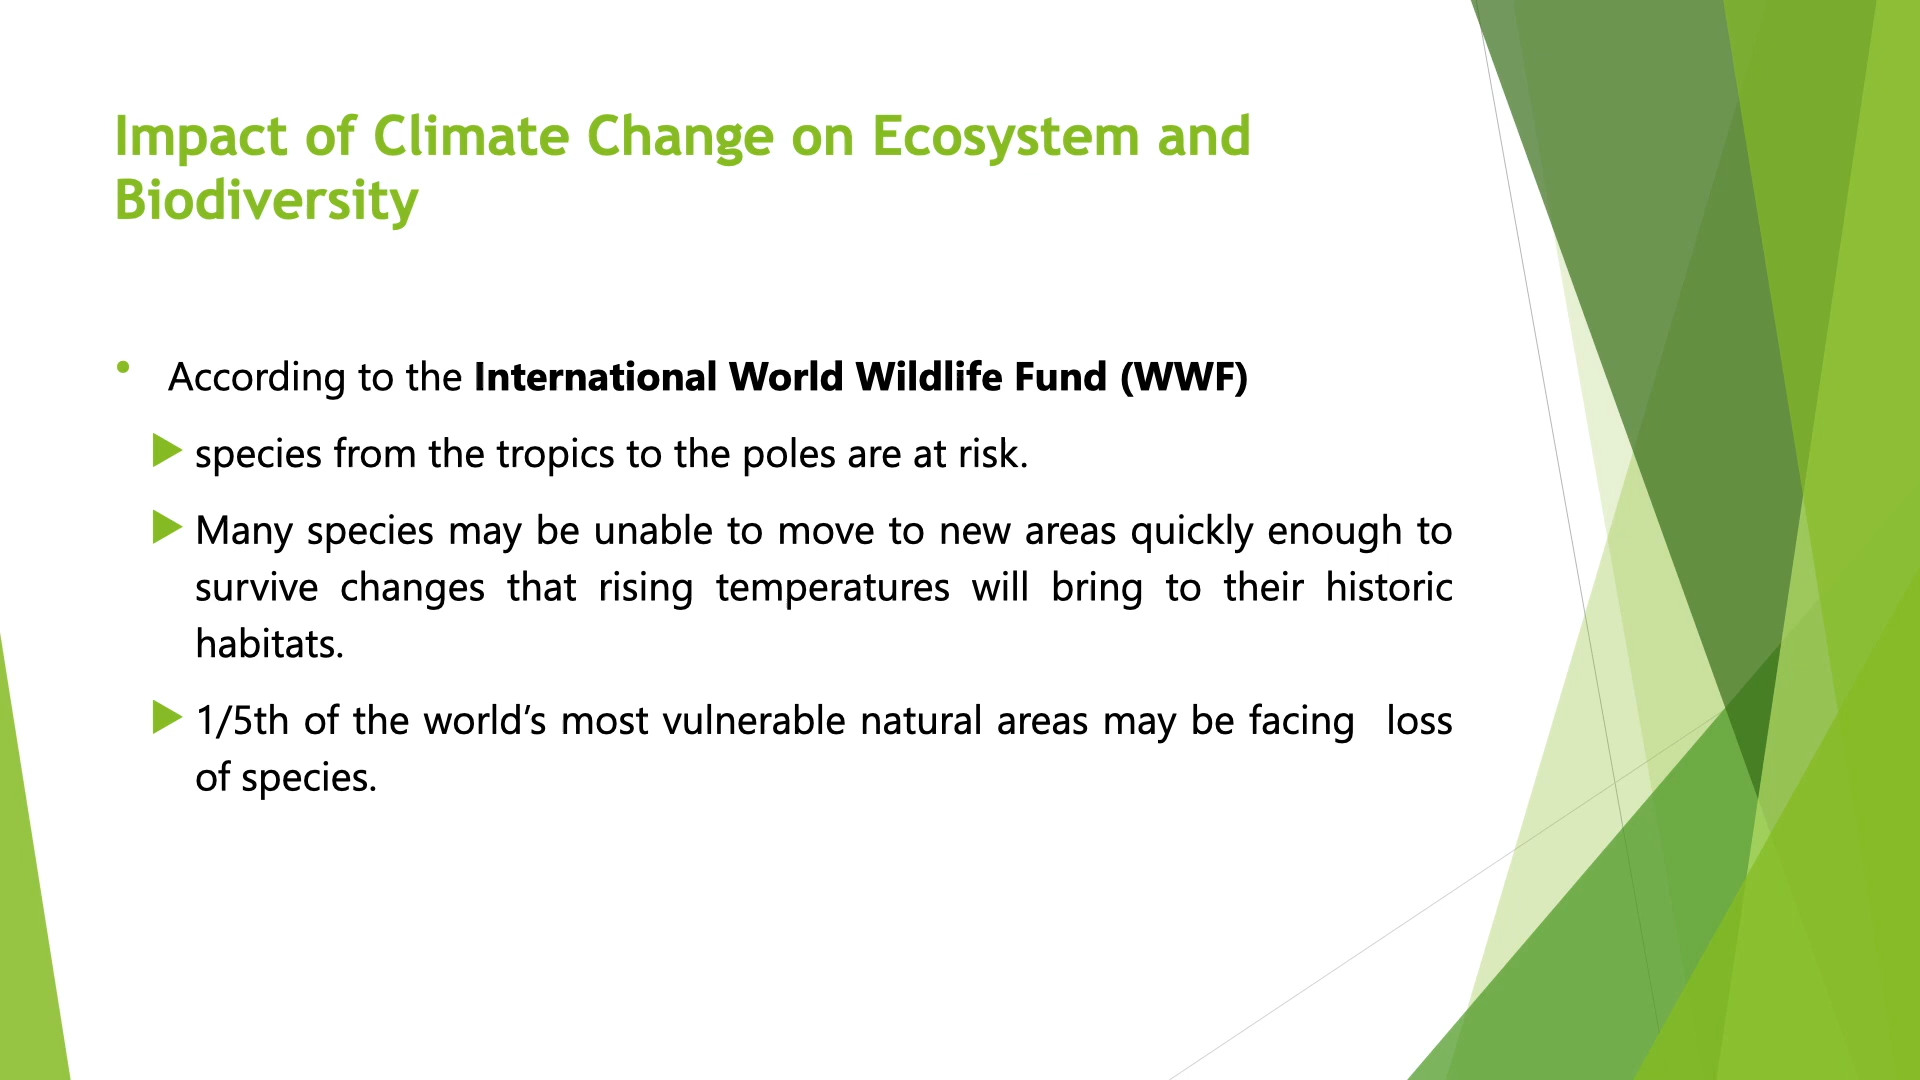 Impact of Climate Change on Ecosystem and
Biodiversity
• According to the International World Wildlife Fund (WWF)
▶ species from the tropics to the poles are at risk.
▶ Many species may be unable to move to new areas quickly enough to
survive changes that rising temperatures will bring to their historic
habitats.
▶ 1/5th of the world’s most vulnerable natural areas may be facing  loss
of species.